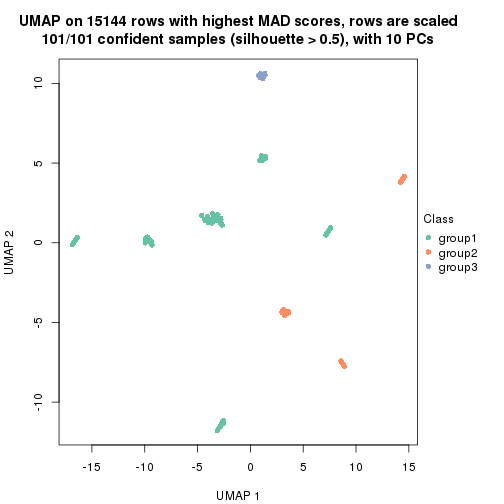 UMAP on 15144 rows with highest MAD scores, rows are scaled
101/101 confident samples (silhouette > 0.5), with 10 PCs
10
5
0
-5
-10
UMAP 2
Class
group1
group2
group3
-15 -10 -5 0 5 10 15
UMAP 1